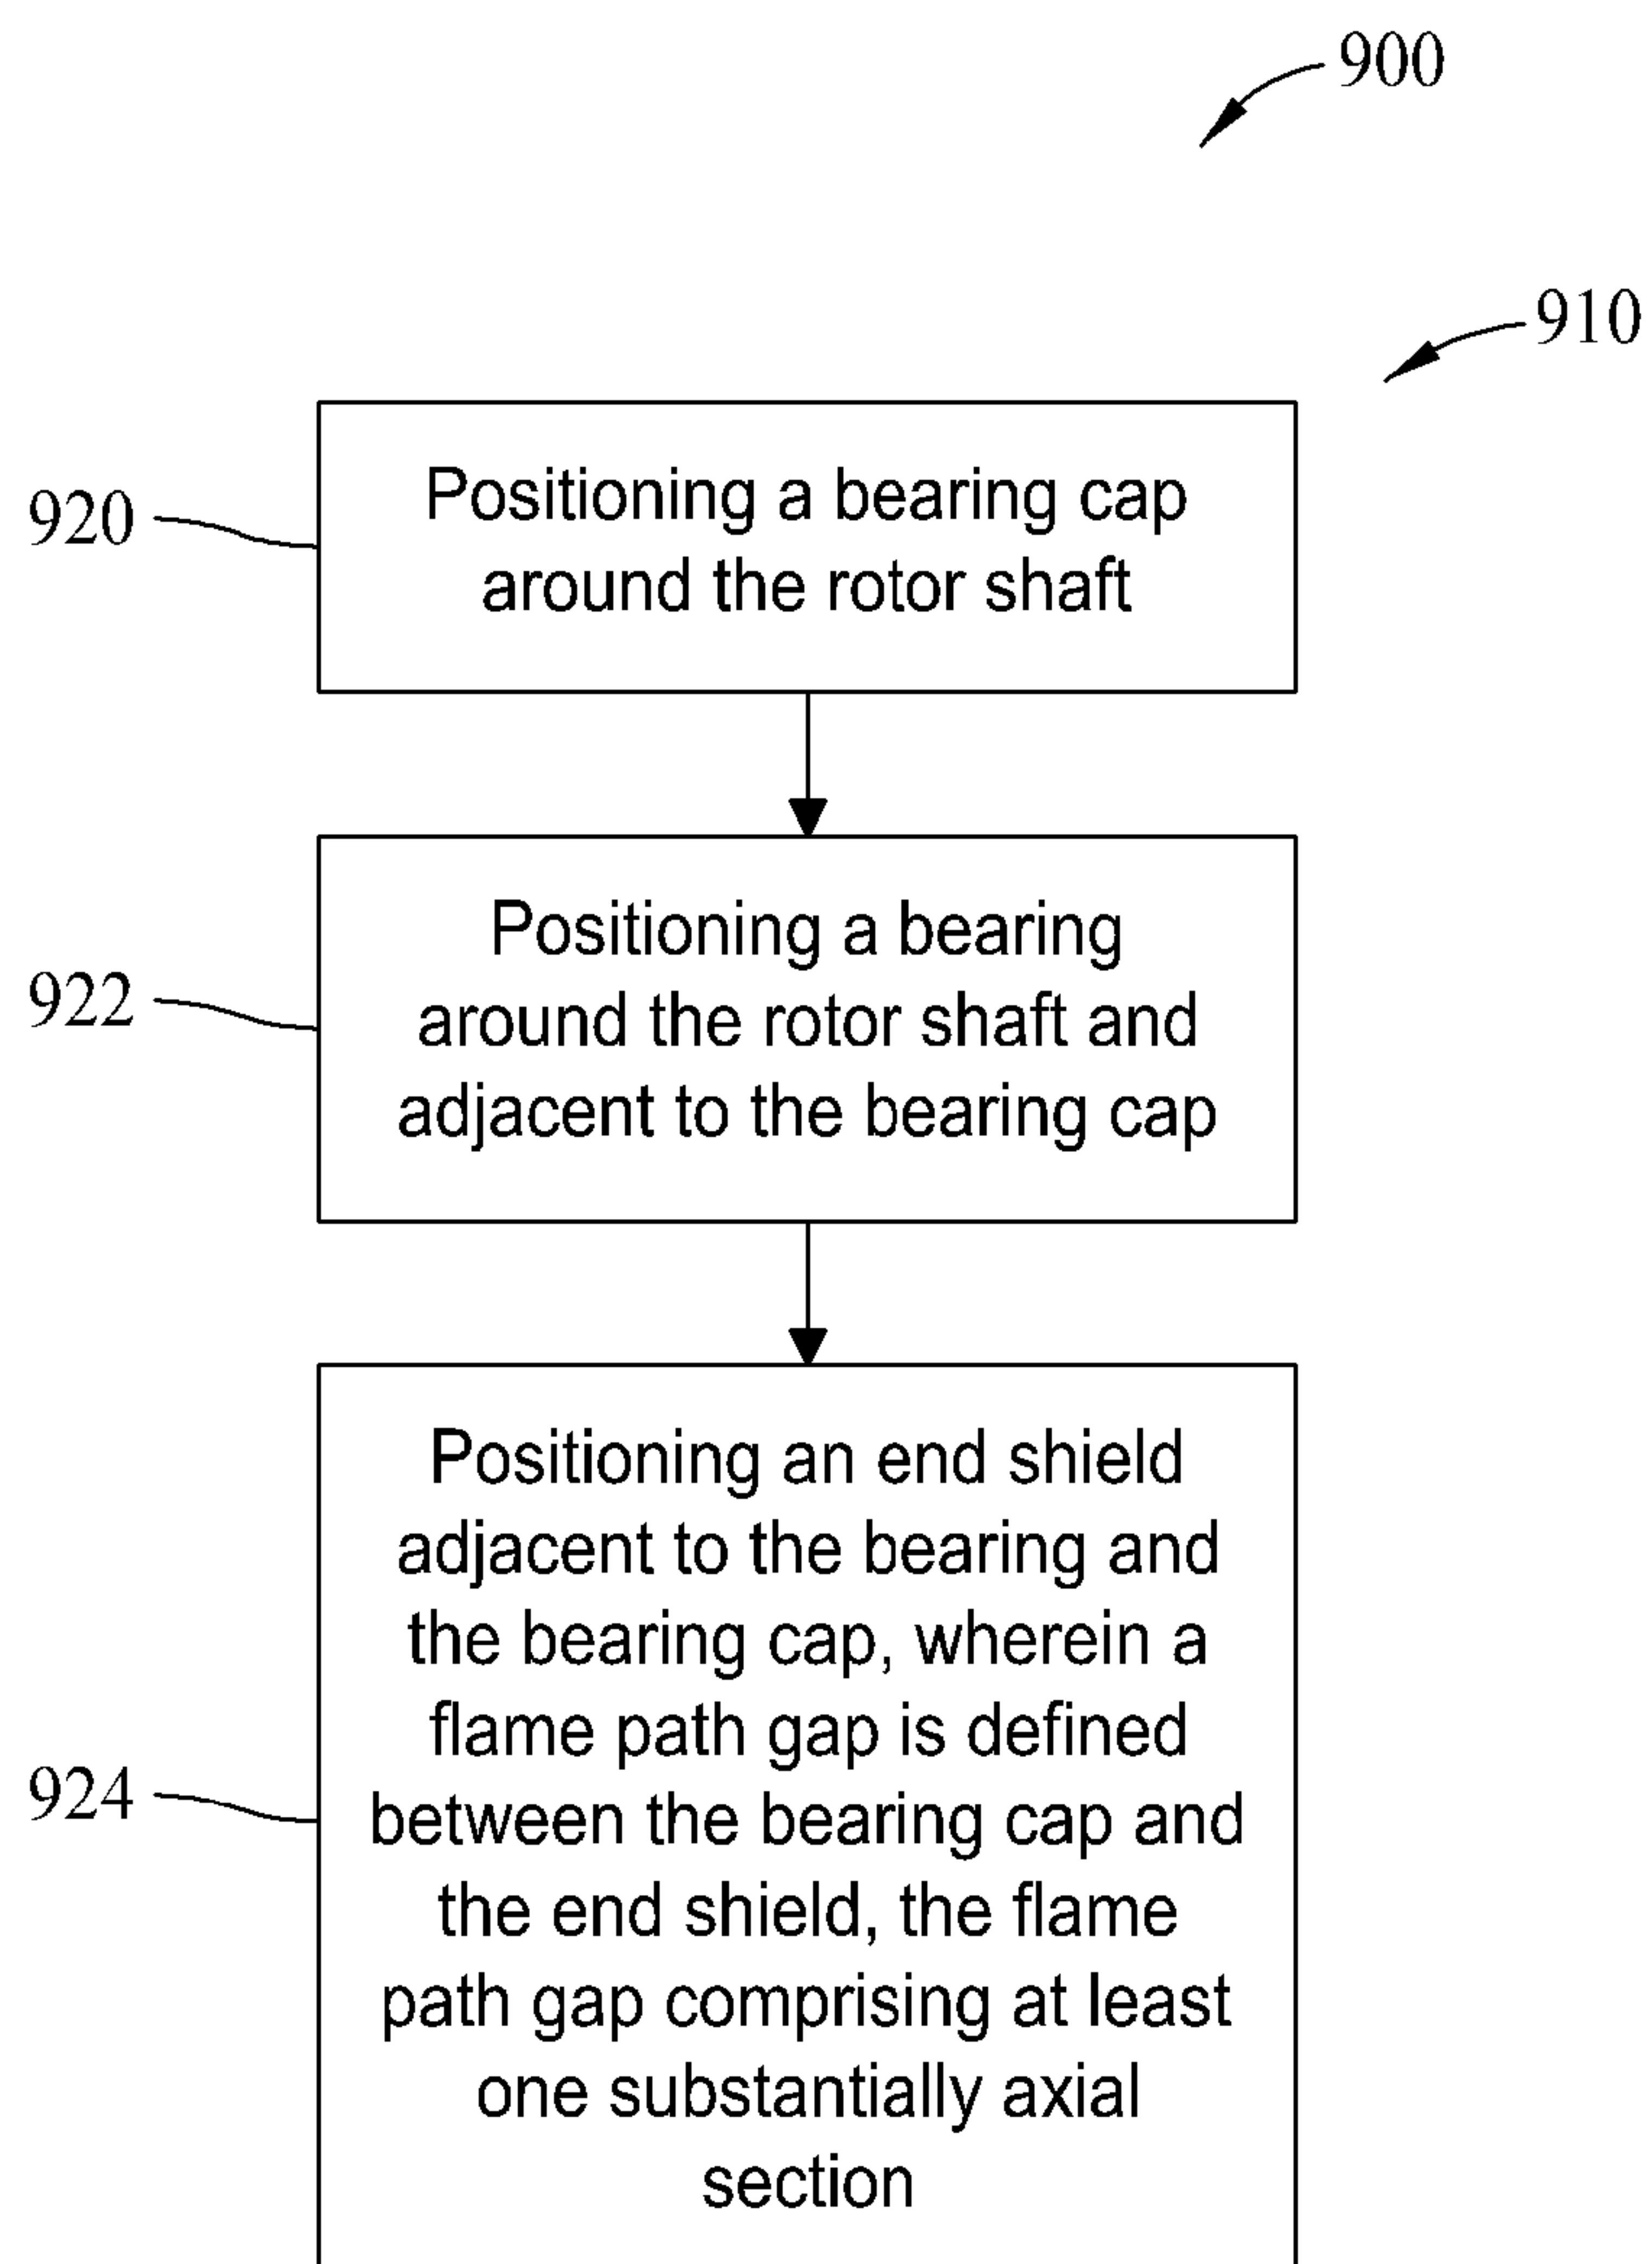 900
910
920
Positioning a bearing cap
around the rotor shaft
922
Positioning a bearing
around the rotor shaft and
adjacent to the bearing cap
924
Positioning an end shield
adjacent to the bearing and
the bearing cap, wherein a
flame path gap is defined
between the bearing cap and
the end shield, the flame
path gap comprising at least
one substantially axial
section